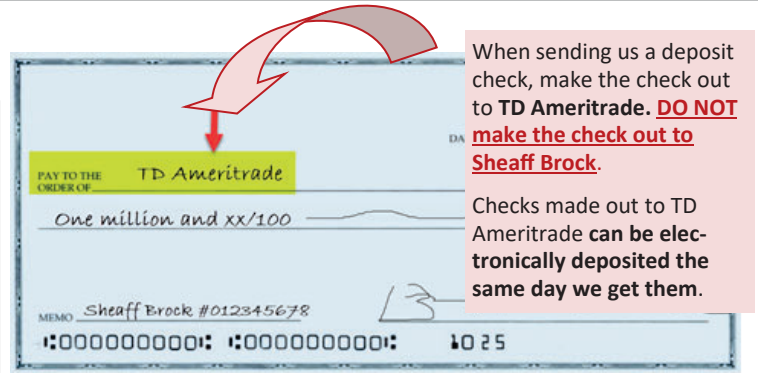 When sending us a deposit
check, make the check out
to TD Ameritrade. DO NOT
make the check out to
Sheaff Brock.
Checks made out to TD
Ameritrade can be elec-
tronically deposited the
same day we get them.
DA
PAY TO THE
ORDER OF TD Ameritrade
One million and xx/100
MEMO Sheaff Brock #012345678
⑆000000000⑆ ⑆000000000⑆ 1025